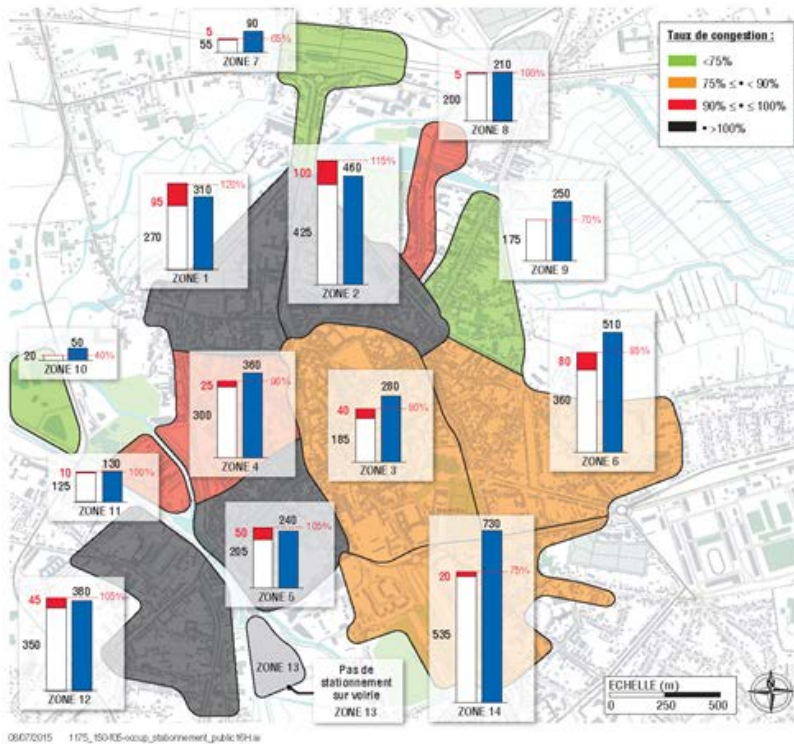 Taux de congestion :
<75%
75% ≤ • < 90%
90% ≤ • ≤ 100%
• >100%
5
55
90
65%
ZONE 7
5
200
210
100%
ZONE 8
95
270
310
120%
ZONE 1
100
425
460
115%
ZONE 2
175
250
70%
ZONE 9
20
50
40%
ZONE 10
25
300
360
90%
ZONE 4
40
185
280
80%
ZONE 3
80
360
510
85%
ZONE 6
10
125
130
100%
ZONE 11
50
205
240
105%
ZONE 5
20
535
730
75%
ZONE 14
45
350
380
105%
ZONE 12
ZONE 13
Pas de
stationnement
sur voirie
ZONE 13
ECHELLE (m)
0
250
500